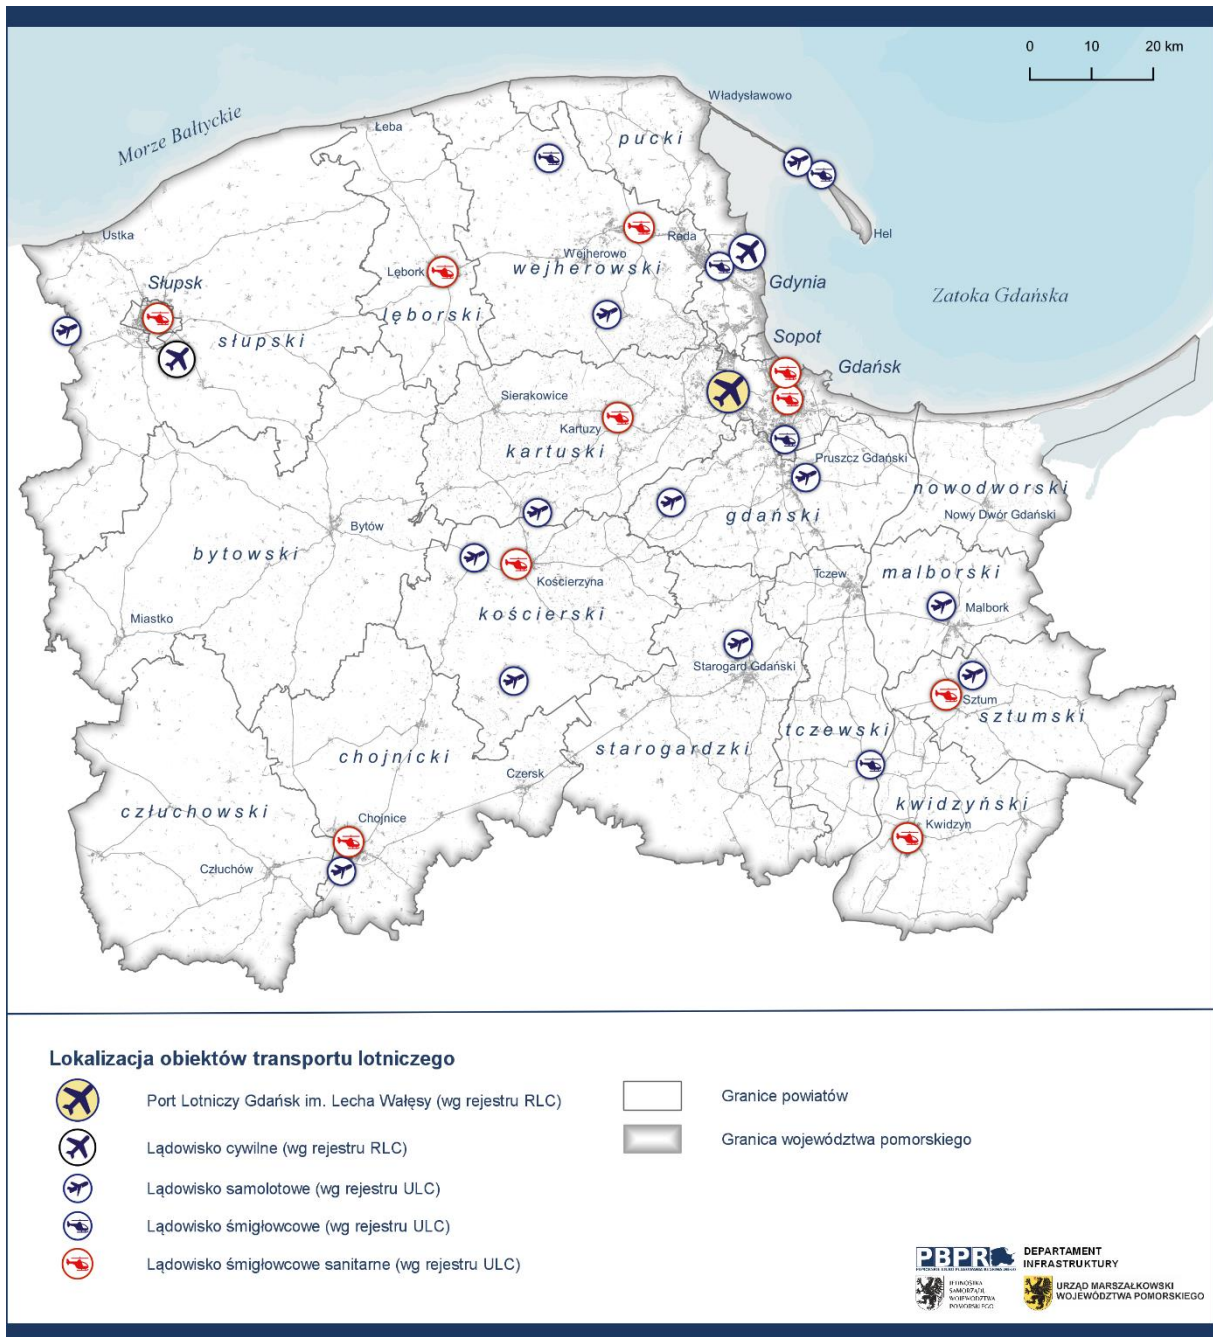 0 10 20 km
Władysławowo
Morze Bałtyckie
Łeba
pucki
Hel
Ustka
Reda
Wejherowo
wejherowski
Lębork
Słupsk
Gdynia
Zatoka Gdańska
lęborski
słupski
Sopot
Gdańsk
Sierakowice
Kartuzy
kartuski
Pruszcz Gdański
nowodworski
Nowy Dwór Gdański
gdański
Bytów
bytowski
Tczew
malborski
Kościerzyna
Malbork
kościerski
Miastko
Starogard Gdański
Sztum
sztumski
tczewski
starogardzki
chojnicki
Czersk
kwidzyński
człuchowski
Chojnice
Kwidzyn
Człuchów
Lokalizacja obiektów transportu lotniczego
Port Lotniczy Gdańsk im. Lecha Wałęsy (wg rejestru RLC)
Lądowisko cywilne (wg rejestru RLC)
Lądowisko samolotowe (wg rejestru ULC)
Lądowisko śmigłowcowe (wg rejestru ULC)
Lądowisko śmigłowcowe sanitarne (wg rejestru ULC)
Granice powiatów
Granica województwa pomorskiego
PBPR
DEPARTAMENT
INFRASTRUKTURY
JEDNOSTKA
SAMORZĄDU
WOJEWÓDZTWA
POMORSKIEGO
URZĄD MARSZAŁKOWSKI
WOJEWÓDZTWA POMORSKIEGO